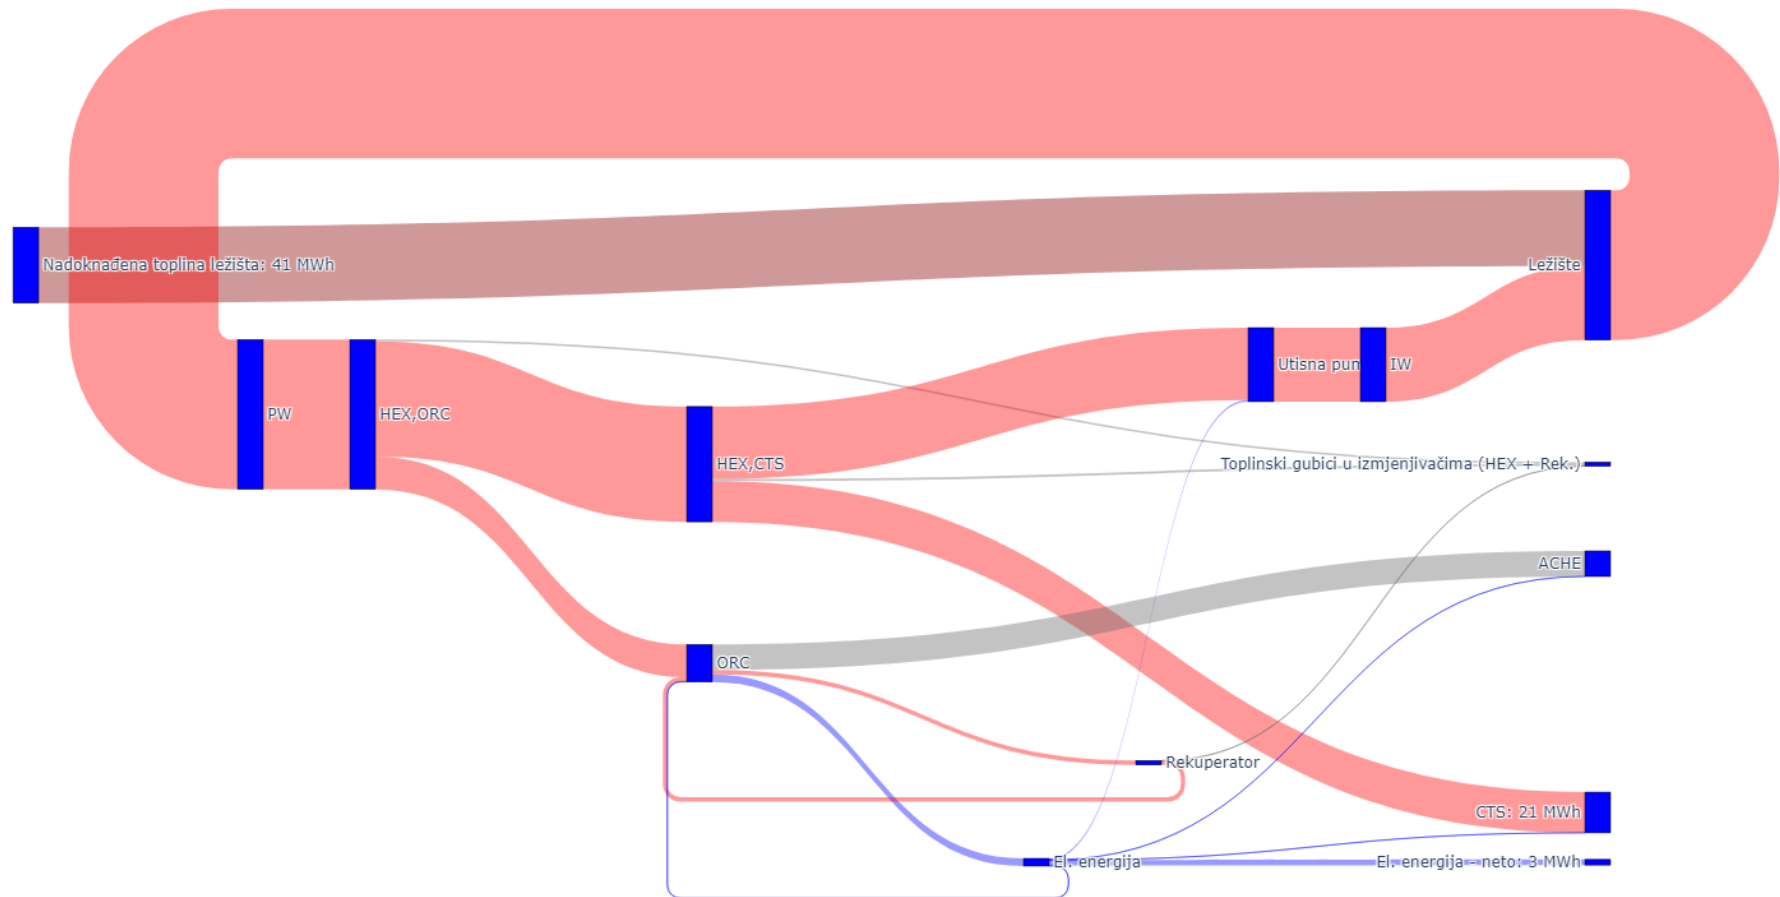 Nadoknađena toplina ležišta: 41 MWh
Ležište
Utisna pum
IW
PW
HEX,ORC
HEX,CTS
Toplinski gubici u izmjenjivačima (HEX + Rek.)
ACHE
ORC
Rekuperator
CTS: 21 MWh
El. energija
El. energija - neto: 3 MWh